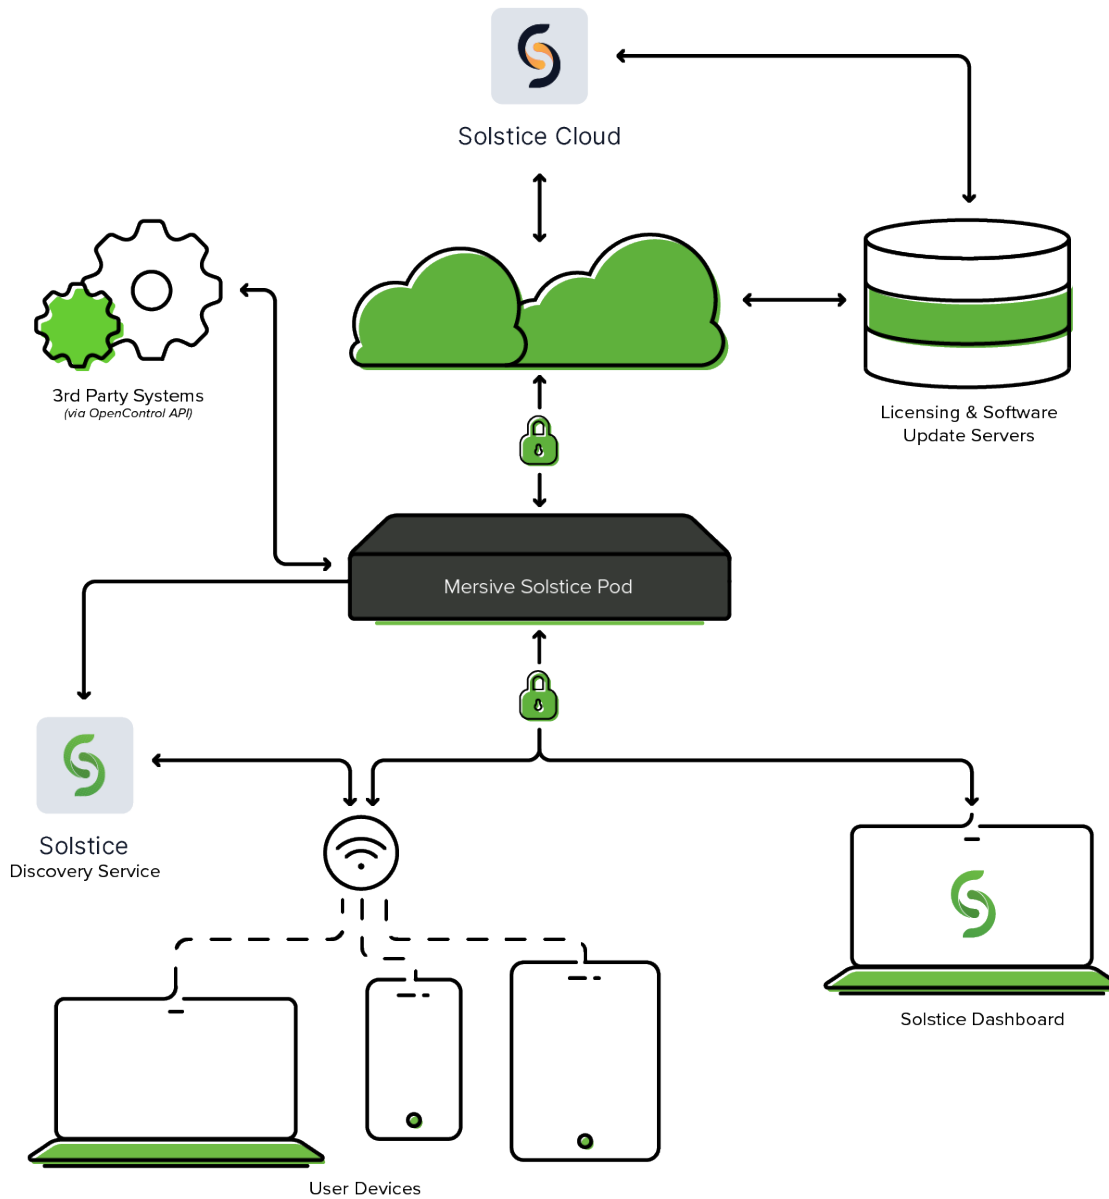 Solstice Cloud
3rd Party Systems
(via OpenControl API)
Licensing & Software
Update Servers
Mersive Solstice Pod
Solstice
Discovery Service
Solstice Dashboard
User Devices